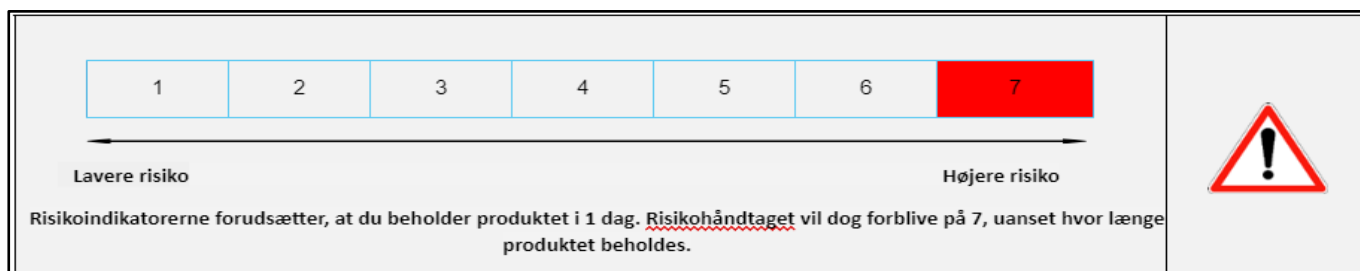 1 2 3 4 5 6 7
Lavere risiko Højere risiko
Risikoindikatorerne forudsætter, at du beholder produktet i 1 dag. Risikohåndtaget vil dog forblive på 7, uanset hvor længe
produktet beholdes.